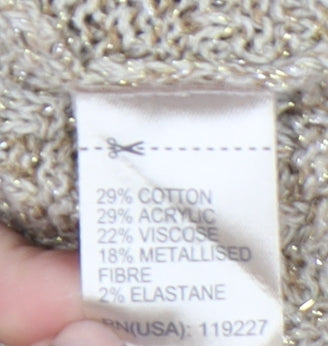 29% COTTON
29% ACRYLIC
22% VISCOSE
18% METALLISED
FIBRE
2% ELASTANE
RN(USA): 119227